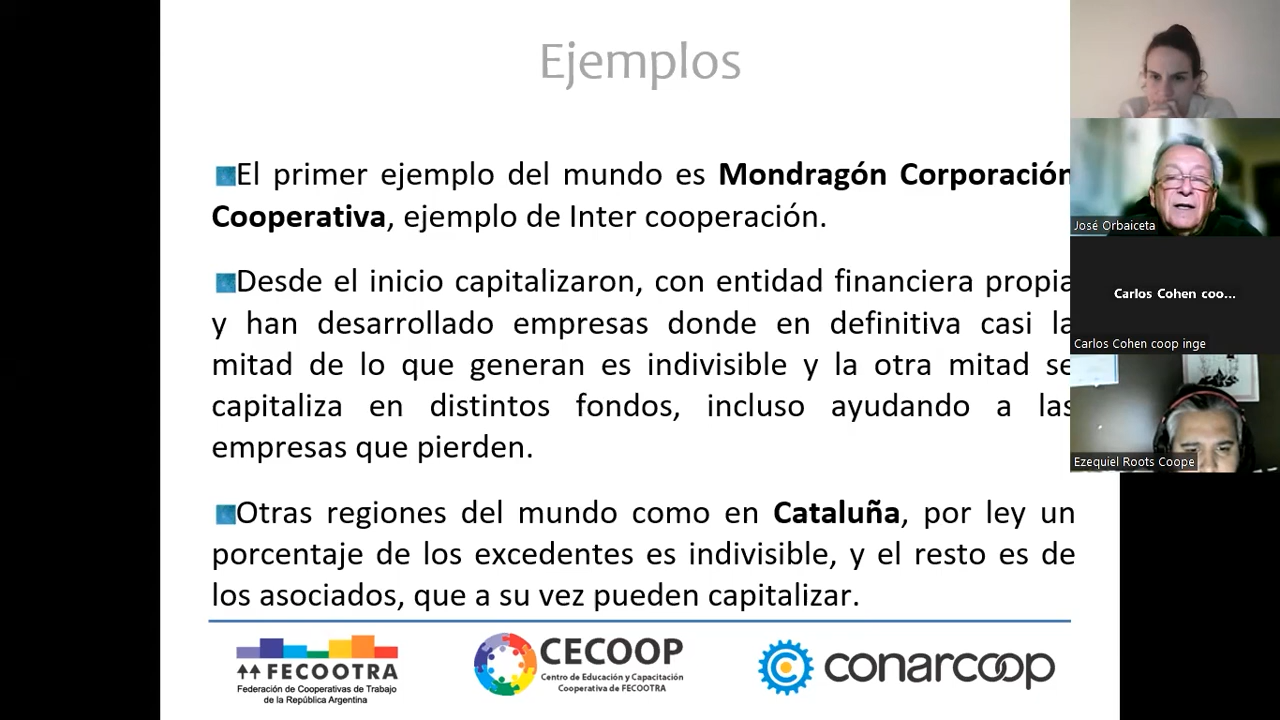 Ejemplos
El primer ejemplo del mundo es Mondragón Corporación
Cooperativa, ejemplo de Inter cooperación.
Desde el inicio capitalizaron, con entidad financiera propia
y han desarrollado empresas donde en definitiva casi la
mitad de lo que generan es indivisible y la otra mitad se
capitaliza en distintos fondos, incluso ayudando a las
empresas que pierden.
Otras regiones del mundo como en Cataluña, por ley un
porcentaje de los excedentes es indivisible, y el resto es de
los asociados, que a su vez pueden capitalizar.
FECOOTRA
Federación de Cooperativas de Trabajo
de la República Argentina
CECOOP
Centro de Educación y Capacitación
Cooperativa de FECOOTRA
conarcoop
José Orbaiceta
Carlos Cohen coo...
Carlos Cohen coop inge
Ezequiel Roots Coope